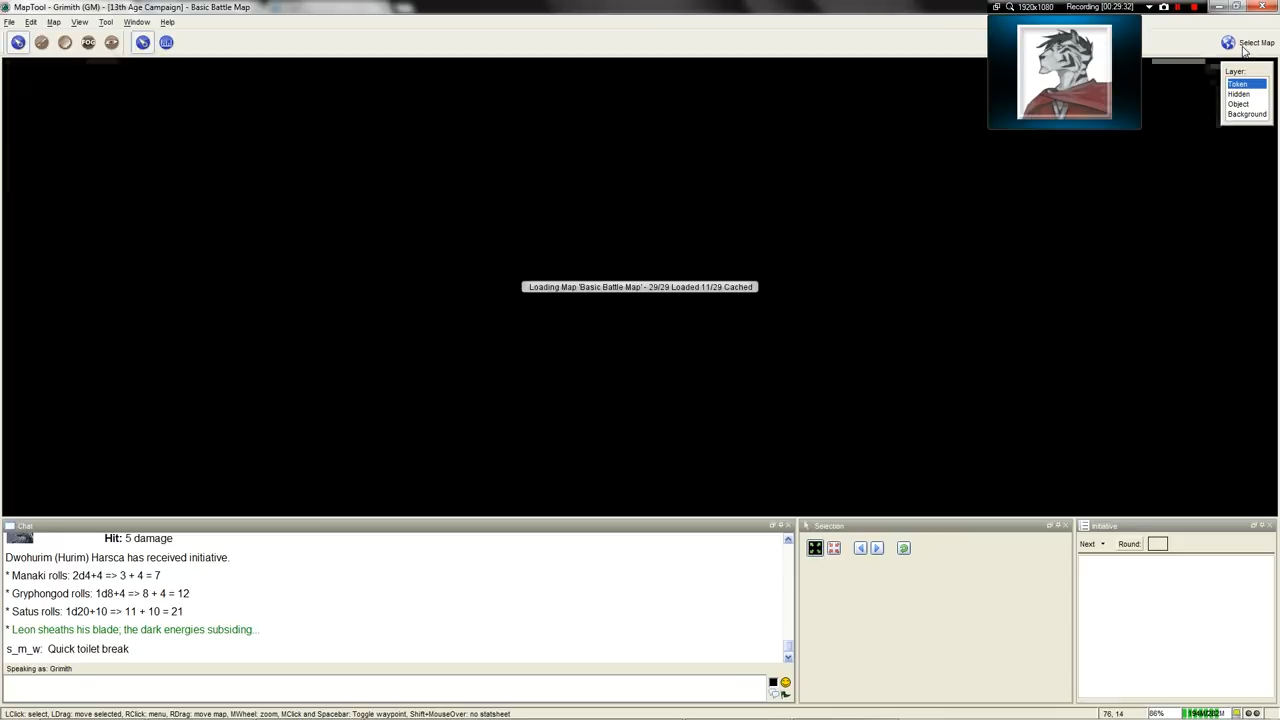 MapTool - Grimith (GM) - [13th Age Campaign] - Basic Battle Map
1920x1080
Recording [00:29:32]
File Edit Map View Tool Window Help
FOG
Select Map
Layer:
Token
Hidden
Object
Background
Loading Map 'Basic Battle Map' - 29/29 Loaded 11/29 Cached
Chat
Hit: 5 damage
Dwohurim (Hurim) Harsca has received initiative.
* Manaki rolls: 2d4+4 => 3 + 4 = 7
* Gryphongod rolls: 1d8+4 => 8 + 4 = 12
* Satus rolls: 1d20+10 => 11 + 10 = 21
* Leon sheaths his blade; the dark energies subsiding...
s_m_w: Quick toilet break
Speaking as: Grimith
Selection
Initiative
Next
Round:
LClick: select, LDrag: move selected, RClick: menu, RDrag: move map, MWheel: zoom, MClick and Spacebar: Toggle waypoint, Shift+MouseOver: no statsheet
76, 14
86%